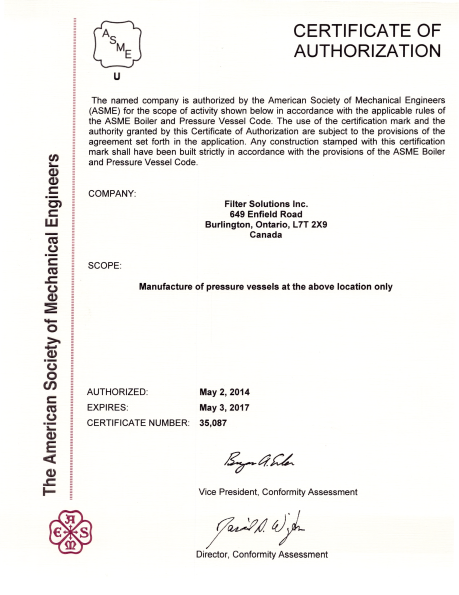 CERTIFICATE OF
AUTHORIZATION
A
S
M
E
U
The named company is authorized by the American Society of Mechanical Engineers
(ASME) for the scope of activity shown below in accordance with the applicable rules of
the ASME Boiler and Pressure Vessel Code. The use of the certification mark and the
authority granted by this Certificate of Authorization are subject to the provisions of the
agreement set forth in the application. Any construction stamped with this certification
mark shall have been built strictly in accordance with the provisions of the ASME Boiler
and Pressure Vessel Code.
The American Society of Mechanical Engineers
COMPANY:
Filter Solutions Inc.
649 Enfield Road
Burlington, Ontario, L7T 2X9
Canada
SCOPE:
Manufacture of pressure vessels at the above location only
AUTHORIZED: May 2, 2014
EXPIRES: May 3, 2017
CERTIFICATE NUMBER: 35,087
Vice President, Conformity Assessment
Director, Conformity Assessment
A
E S
M